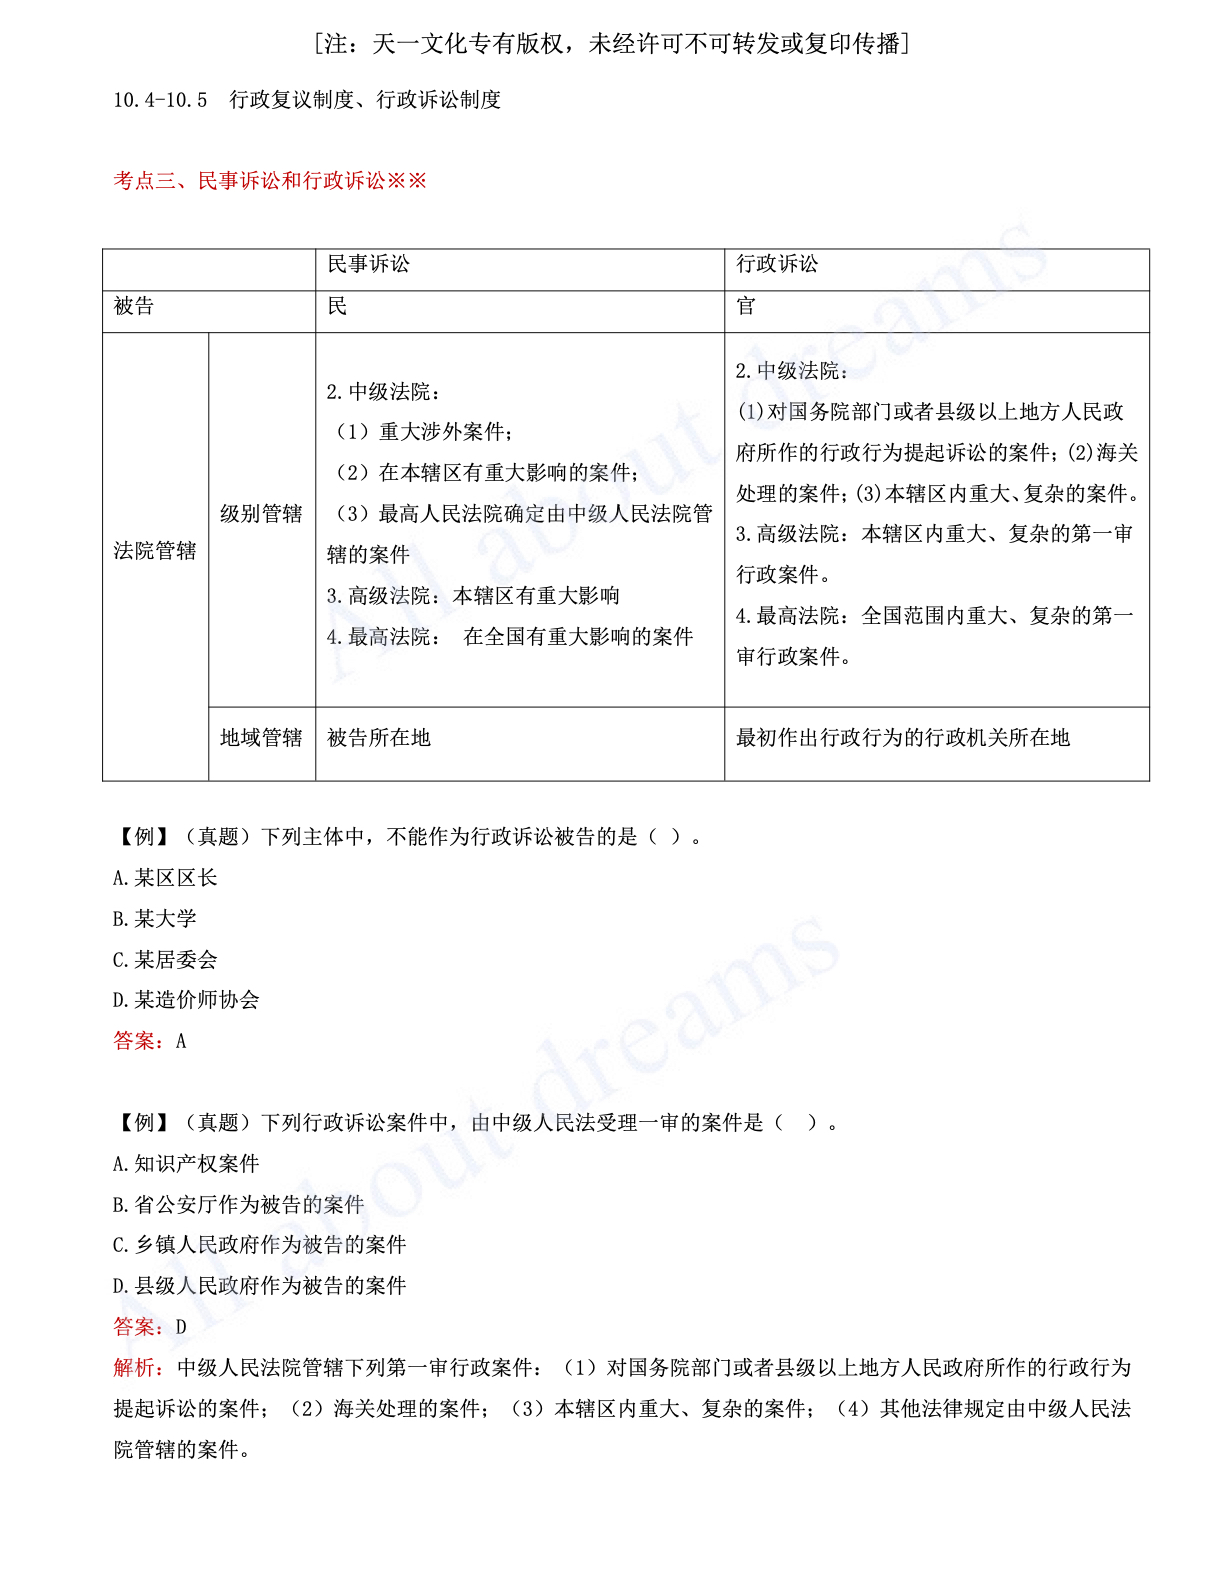 [注：天一文化专有版权，未经许可不可转发或复印传播]
10.4-10.5 行政复议制度、行政诉讼制度
考点三、民事诉讼和行政诉讼※※
民事诉讼
行政诉讼
被告
民
官
法院管辖
级别管辖
2.中级法院：
（1）重大涉外案件；
（2）在本辖区有重大影响的案件；
（3）最高人民法院确定由中级人民法院管
辖的案件
3.高级法院：本辖区有重大影响
4.最高法院： 在全国有重大影响的案件
2.中级法院：
(1)对国务院部门或者县级以上地方人民政
府所作的行政行为提起诉讼的案件；(2)海关
处理的案件；(3)本辖区内重大、复杂的案件。
3.高级法院：本辖区内重大、复杂的第一审
行政案件。
4.最高法院：全国范围内重大、复杂的第一
审行政案件。
地域管辖
被告所在地
最初作出行政行为的行政机关所在地
【例】（真题）下列主体中，不能作为行政诉讼被告的是（ ）。
A.某区区长
B.某大学
C.某居委会
D.某造价师协会
答案：A
【例】（真题）下列行政诉讼案件中，由中级人民法受理一审的案件是（ ）。
A.知识产权案件
B.省公安厅作为被告的案件
C.乡镇人民政府作为被告的案件
D.县级人民政府作为被告的案件
答案：D
解析：中级人民法院管辖下列第一审行政案件：（1）对国务院部门或者县级以上地方人民政府所作的行政行为
提起诉讼的案件；（2）海关处理的案件；（3）本辖区内重大、复杂的案件；（4）其他法律规定由中级人民法
院管辖的案件。
All about dreams
All about dreams